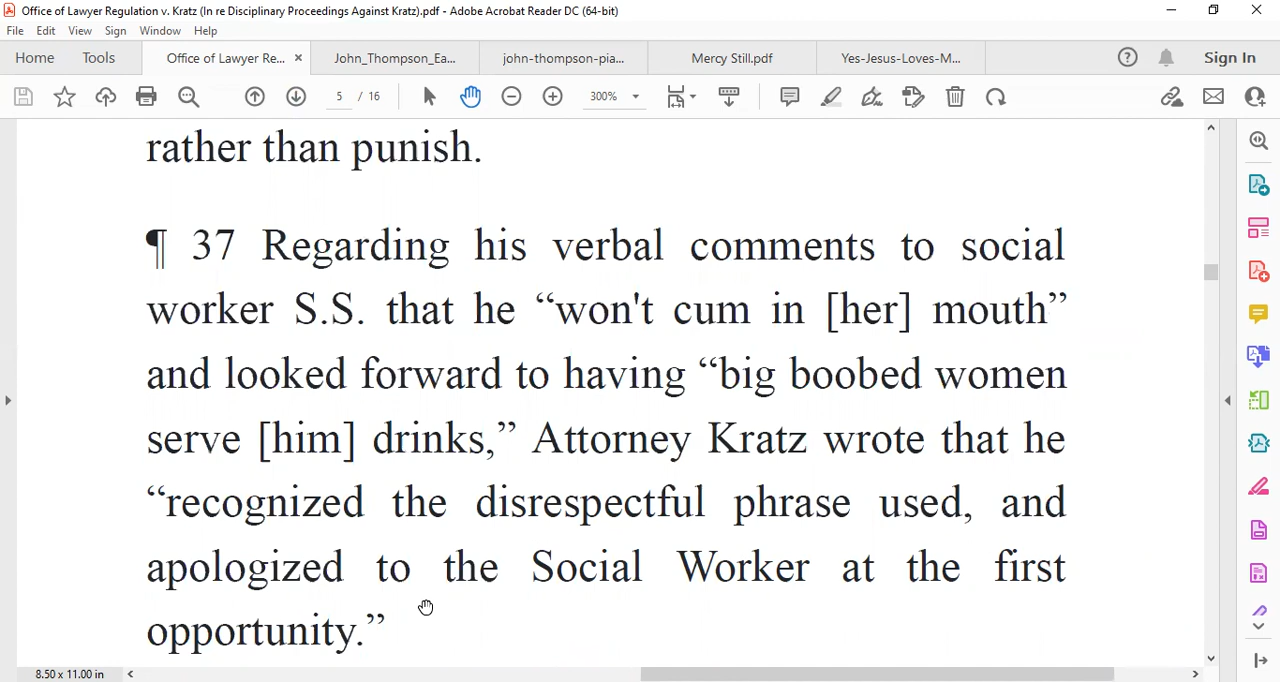 Office of Lawyer Regulation v. Kratz (In re Disciplinary Proceedings Against Kratz).pdf - Adobe Acrobat Reader DC (64-bit)
File Edit View Sign Window Help
Home Tools Office of Lawyer Re... × John_Thompson_Ea... john-thompson-pia... Mercy Still.pdf Yes-Jesus-Loves-M... Sign In
5 / 16 300%
rather than punish.
¶ 37 Regarding his verbal comments to social
worker S.S. that he “won't cum in [her] mouth”
and looked forward to having “big boobed women
serve [him] drinks,” Attorney Kratz wrote that he
“recognized the disrespectful phrase used, and
apologized to the Social Worker at the first
opportunity.”
8.50 x 11.00 in